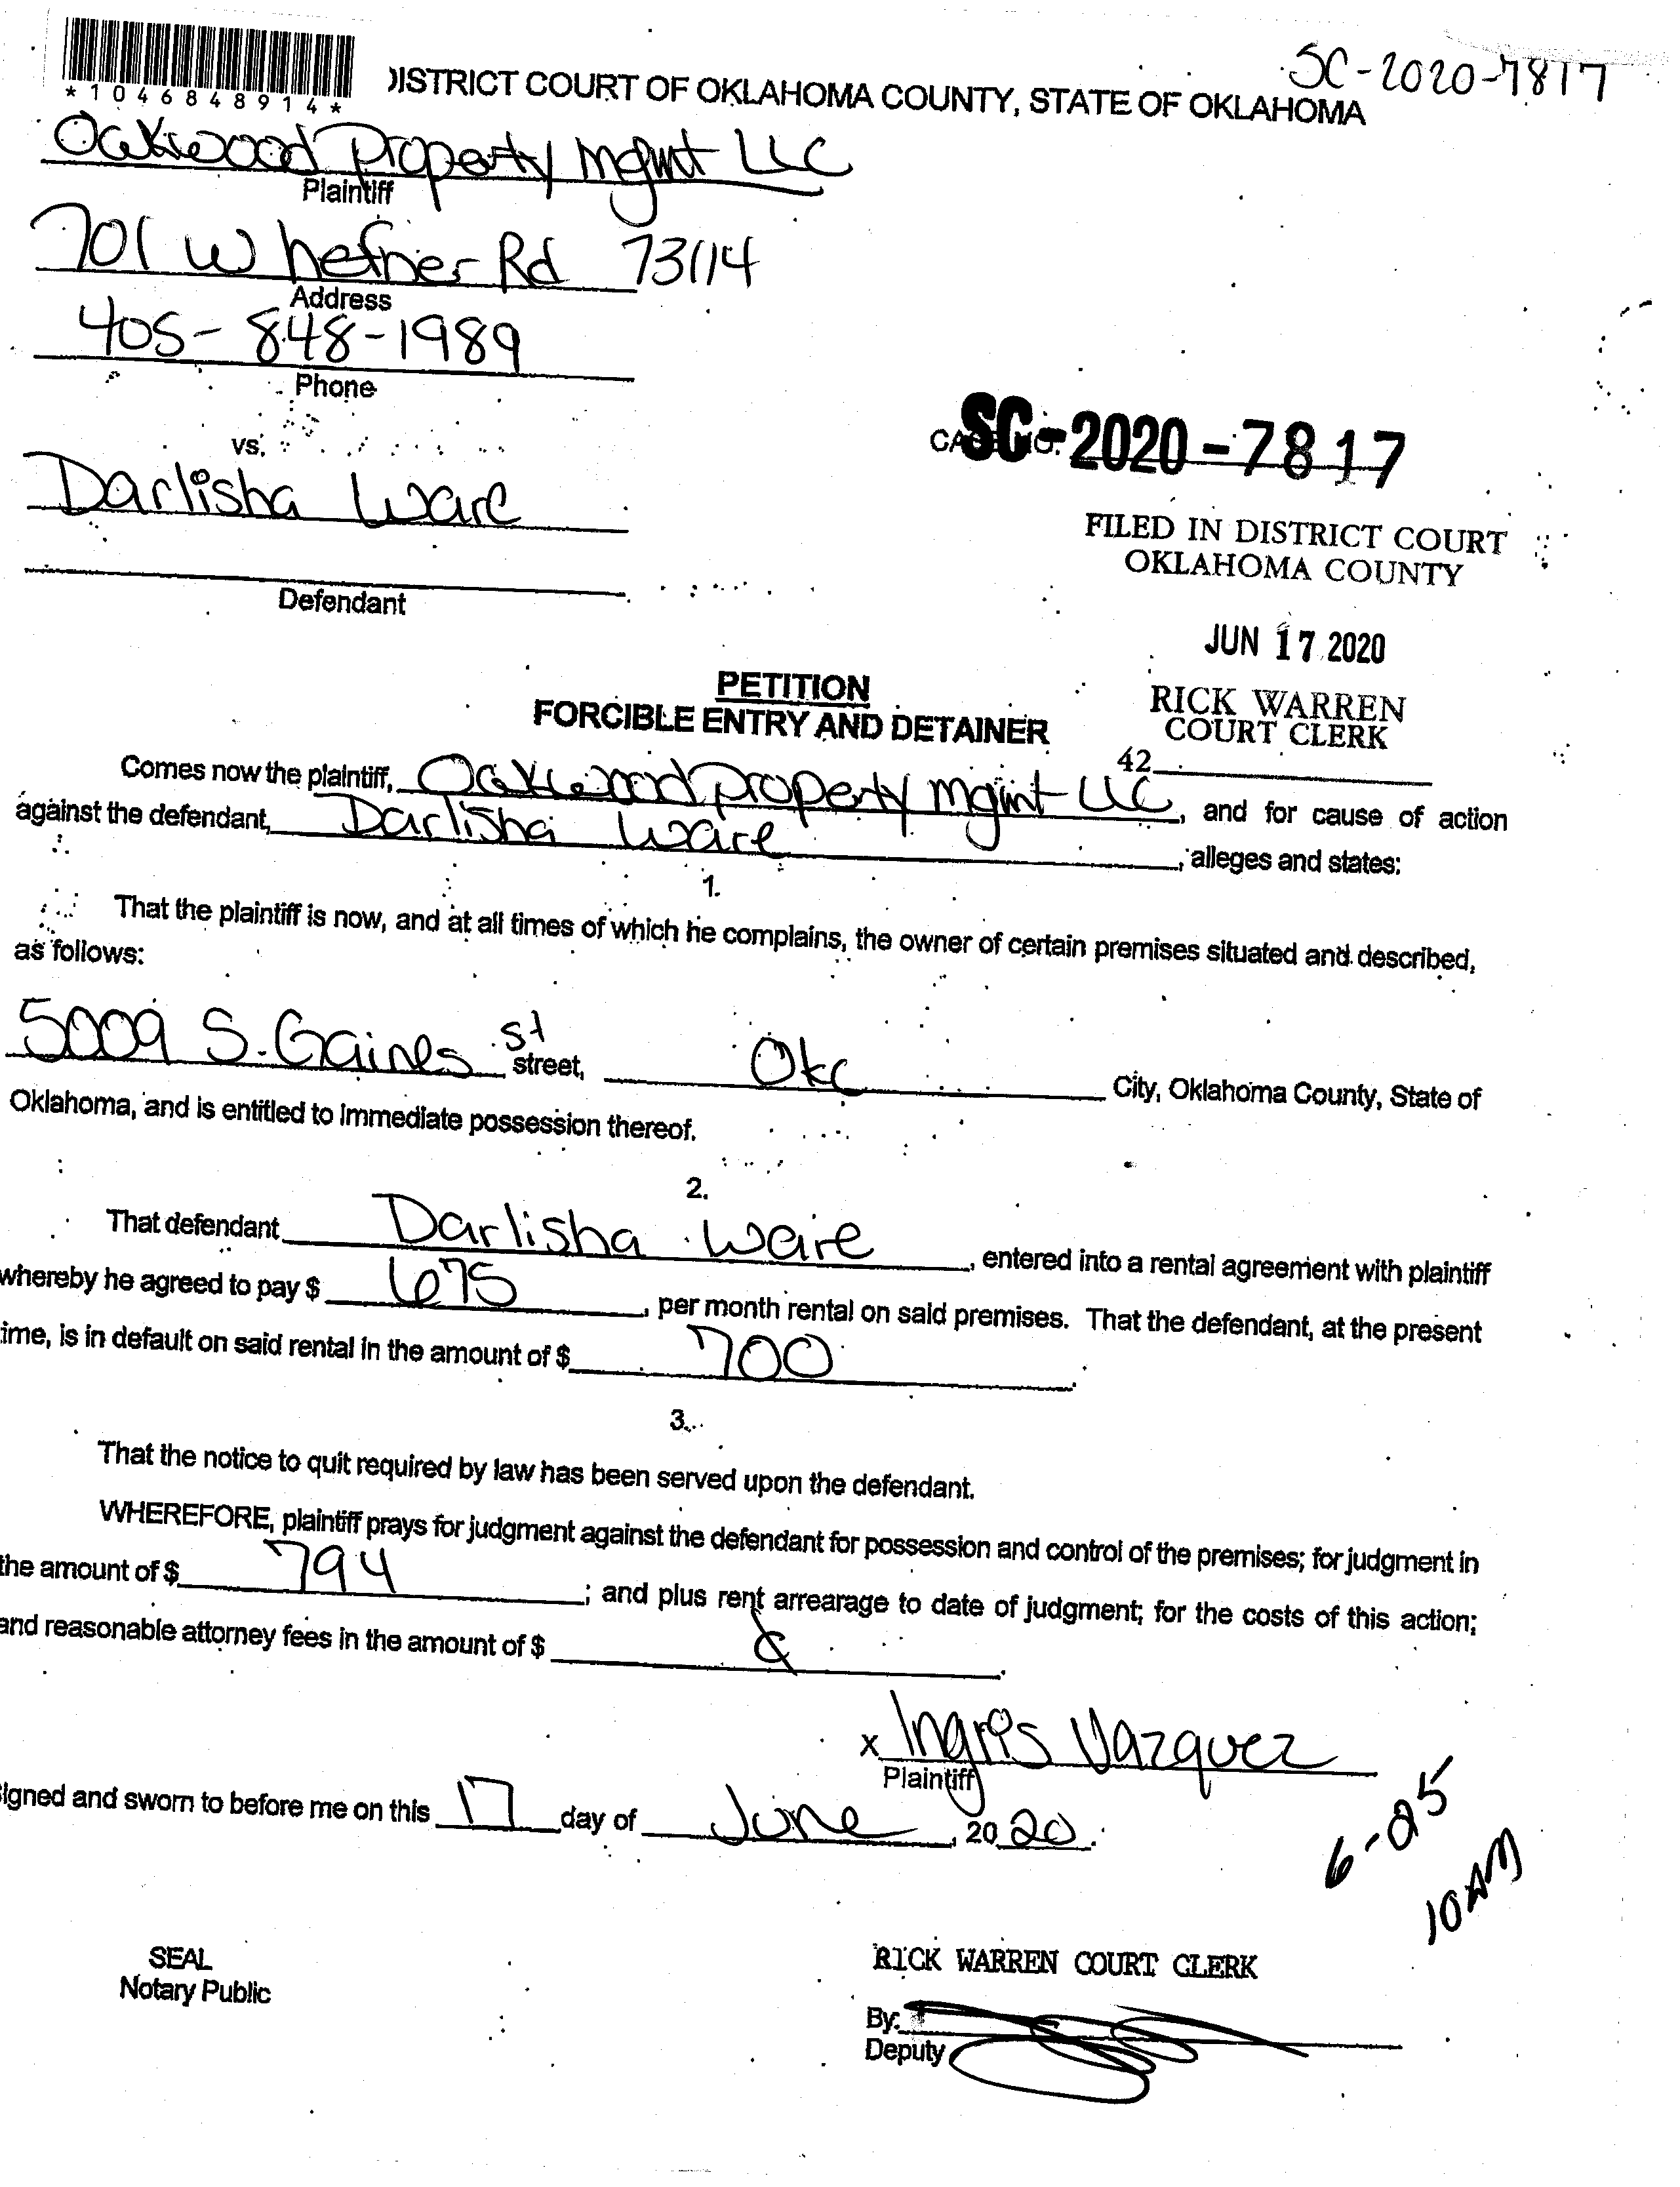 SC-2020-7817
*1046848914*
DISTRICT COURT OF OKLAHOMA COUNTY, STATE OF OKLAHOMA
Oakwood Property Mgmt LLC
Plaintiff
701 W hefner Rd 73114
Address
405-848-1989
Phone
vs.
CASE NO. SC-2020-7817
Darlisha Ware
FILED IN DISTRICT COURT
OKLAHOMA COUNTY
Defendant
JUN 17 2020
PETITION
FORCIBLE ENTRY AND DETAINER
RICK WARREN
COURT CLERK
42
Comes now the plaintiff, Oakwood Property Mgmt LLC, and for cause of action
against the defendant, Darlisha Ware, alleges and states:
1.
That the plaintiff is now, and at all times of which he complains, the owner of certain premises situated and described,
as follows:
5009 S. Gaines St street, Okc City, Oklahoma County, State of
Oklahoma, and is entitled to immediate possession thereof.
2.
That defendant Darlisha Ware, entered into a rental agreement with plaintiff
whereby he agreed to pay $ 675, per month rental on said premises. That the defendant, at the present
ime, is in default on said rental in the amount of $ 700.
3.
That the notice to quit required by law has been served upon the defendant.
WHEREFORE, plaintiff prays for judgment against the defendant for possession and control of the premises; for judgment in
the amount of $ 794; and plus rent arrearage to date of judgment; for the costs of this action;
and reasonable attorney fees in the amount of $ .
x Ingris Vazquez
Plaintiff
igned and sworn to before me on this 17 day of June, 2020.
6-25
10AM
SEAL
Notary Public
RICK WARREN COURT CLERK
By:
Deputy